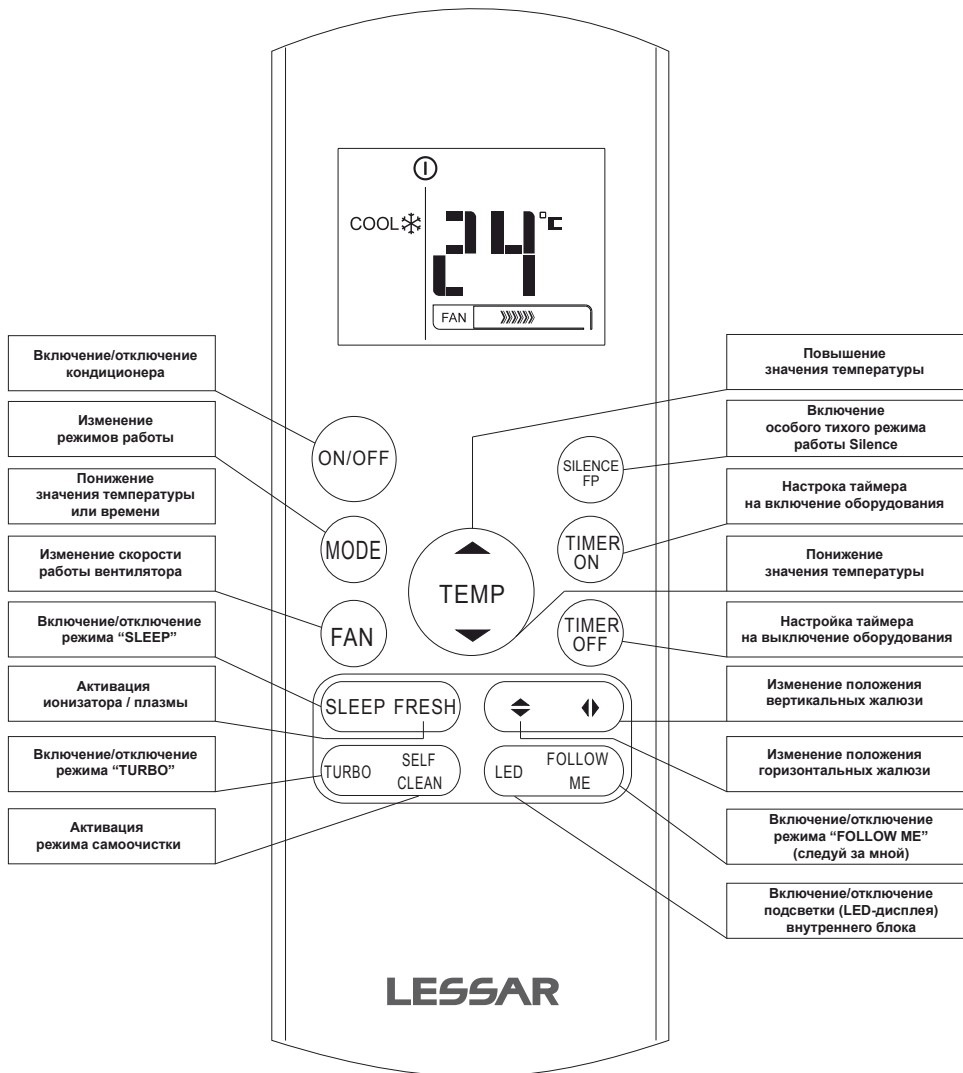 COOL
24°C
FAN
Включение/отключение
кондиционера
Изменение
режимов работы
Понижение
значения температуры
или времени
Изменение скорости
работы вентилятора
Включение/отключение
режима “SLEEP”
Активация
ионизатора / плазмы
Включение/отключение
режима “TURBO”
Активация
режима самоочистки
ON/OFF
MODE
FAN
TEMP
SILENCE
FP
TIMER
ON
TIMER
OFF
SLEEP FRESH
TURBO
SELF
CLEAN
LED
FOLLOW
ME
Повышение
значения температуры
Включение
особого тихого режима
работы Silence
Настрока таймера
на включение оборудования
Понижение
значения температуры
Настройка таймера
на выключение оборудования
Изменение положения
вертикальных жалюзи
Изменение положения
горизонтальных жалюзи
Включение/отключение
режима “FOLLOW ME”
(следуй за мной)
Включение/отключение
подсветки (LED-дисплея)
внутреннего блока
LESSAR